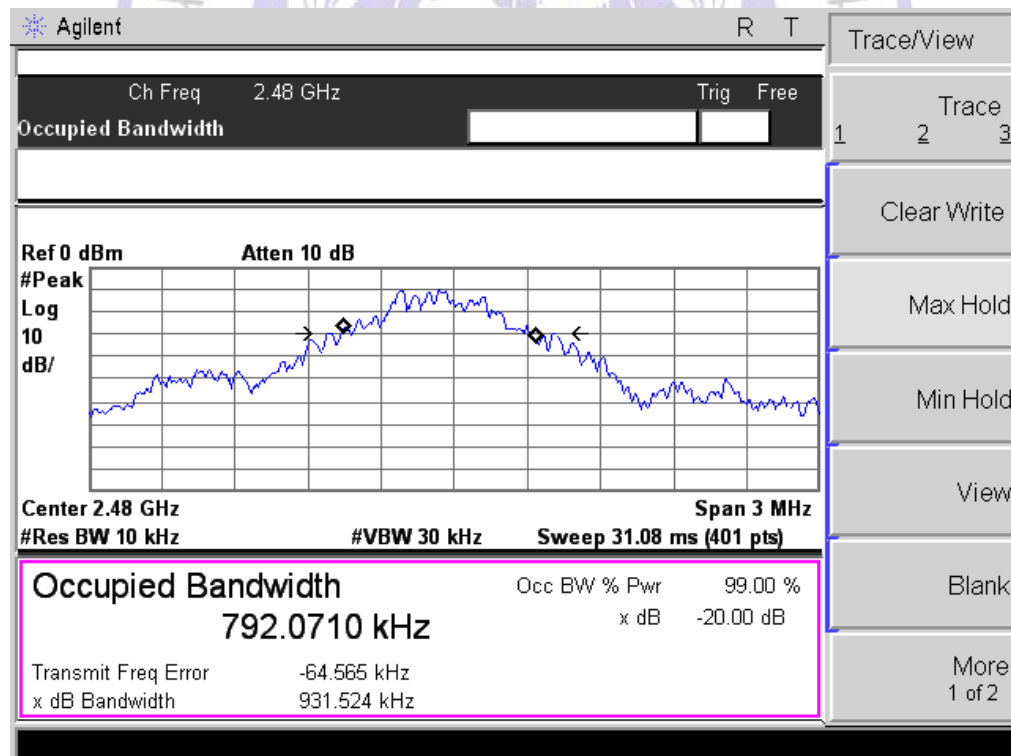 Agilent R T
Trace/View
Ch Freq 2.48 GHz Trig Free
Occupied Bandwidth
Trace
1 2 3
Clear Write
Ref 0 dBm Atten 10 dB
#Peak
Log
10
dB/
Max Hold
Min Hold
View
Center 2.48 GHz Span 3 MHz
#Res BW 10 kHz #VBW 30 kHz Sweep 31.08 ms (401 pts)
Occupied Bandwidth Occ BW % Pwr 99.00 %
792.0710 kHz x dB -20.00 dB
Blank
Transmit Freq Error -64.565 kHz
x dB Bandwidth 931.524 kHz
More
1 of 2